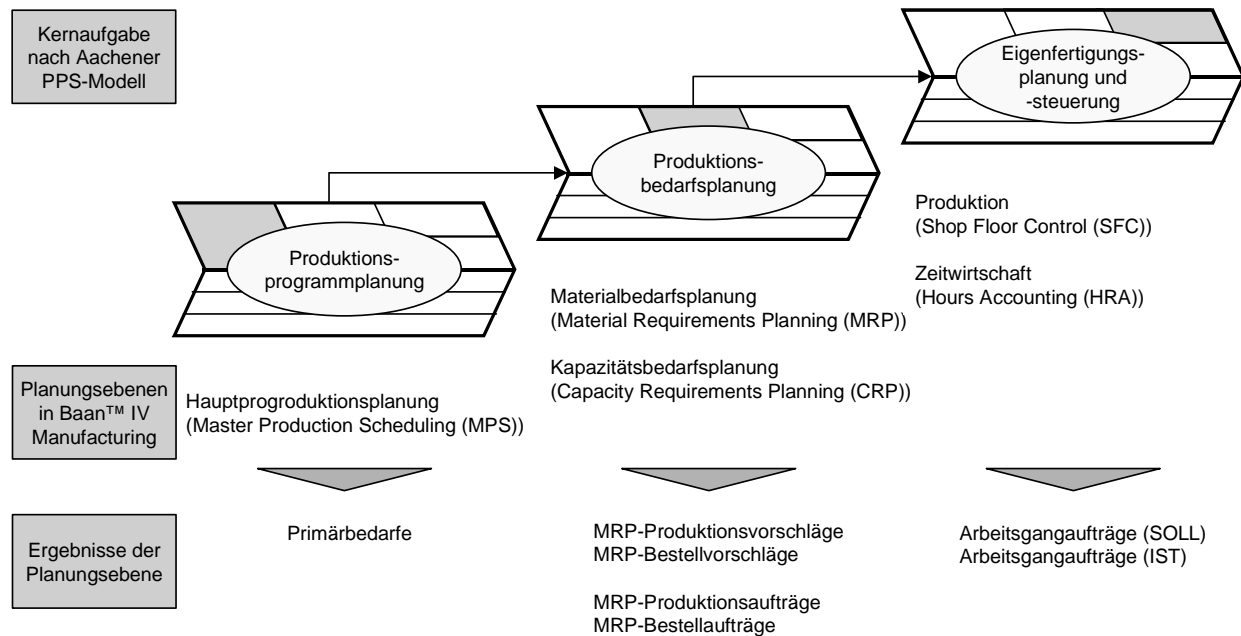 Kernaufgabe
nach Aachener
PPS-Modell
Produktions-
programmplanung
Produktions-
bedarfsplanung
Eigenfertigungs-
planung und
-steuerung
Planungsebenen
in Baan™ IV
Manufacturing
Hauptprogroduktionsplanung
(Master Production Scheduling (MPS))
Materialbedarfsplanung
(Material Requirements Planning (MRP))
Kapazitätsbedarfsplanung
(Capacity Requirements Planning (CRP))
Produktion
(Shop Floor Control (SFC))
Zeitwirtschaft
(Hours Accounting (HRA))
Ergebnisse der
Planungsebene
Primärbedarfe
MRP-Produktionsvorschläge
MRP-Bestellvorschläge
MRP-Produktionsaufträge
MRP-Bestellaufträge
Arbeitsgangaufträge (SOLL)
Arbeitsgangaufträge (IST)